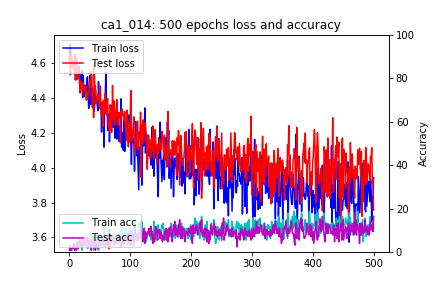 ca1_014: 500 epochs loss and accuracy
Train loss
Test loss
Train acc
Test acc
Loss
4.6
4.4
4.2
4.0
3.8
3.6
Accuracy
100
80
60
40
20
0
0 100 200 300 400 500